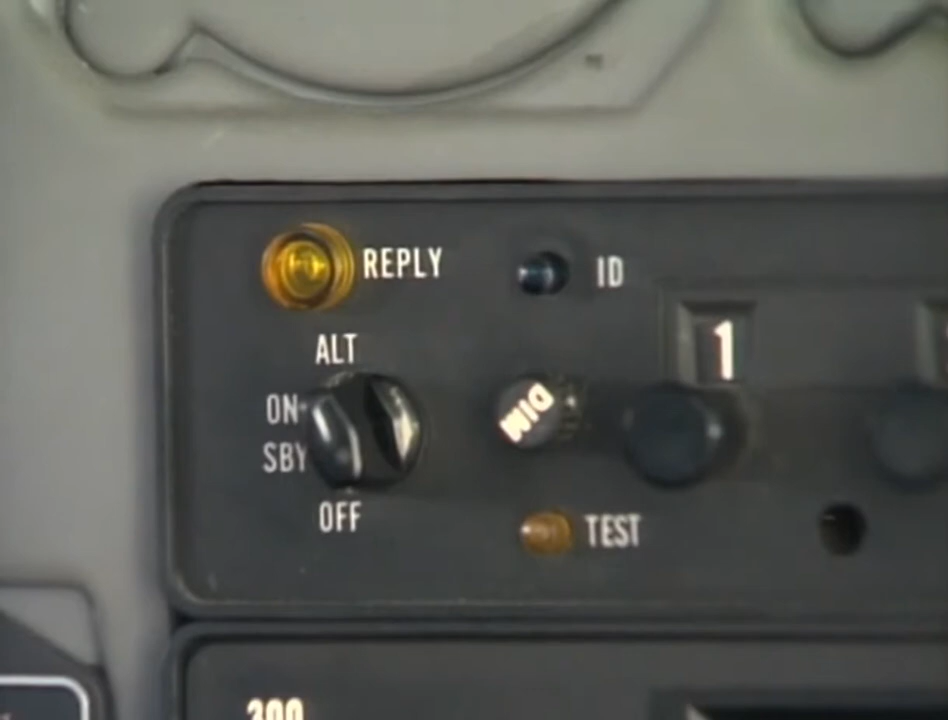 REPLY
ID
ALT
1
ON
DIM
SBY
OFF
TEST
300